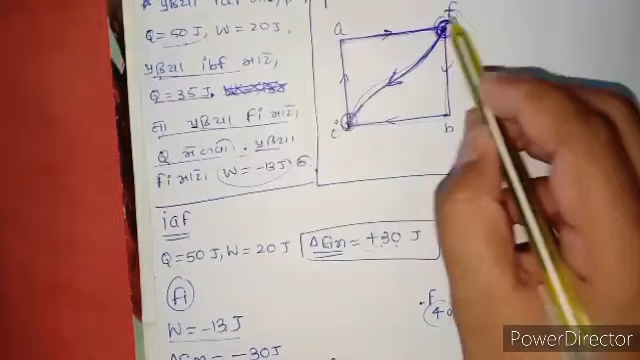 Q = 50 J, W = 20 J,
પ્રક્રિયા ibf માટે,
Q = 35 J.
તો પ્રક્રિયા fi માટે
Q મેળવો. પ્રક્રિયા
fi માટે, W = -13 J છે.
a
f
i
b
iaf
Q = 50 J, W = 20 J
ΔEin = +30 J
fi
W = -13 J
ΔEin = -30 J
.f
PowerDirector